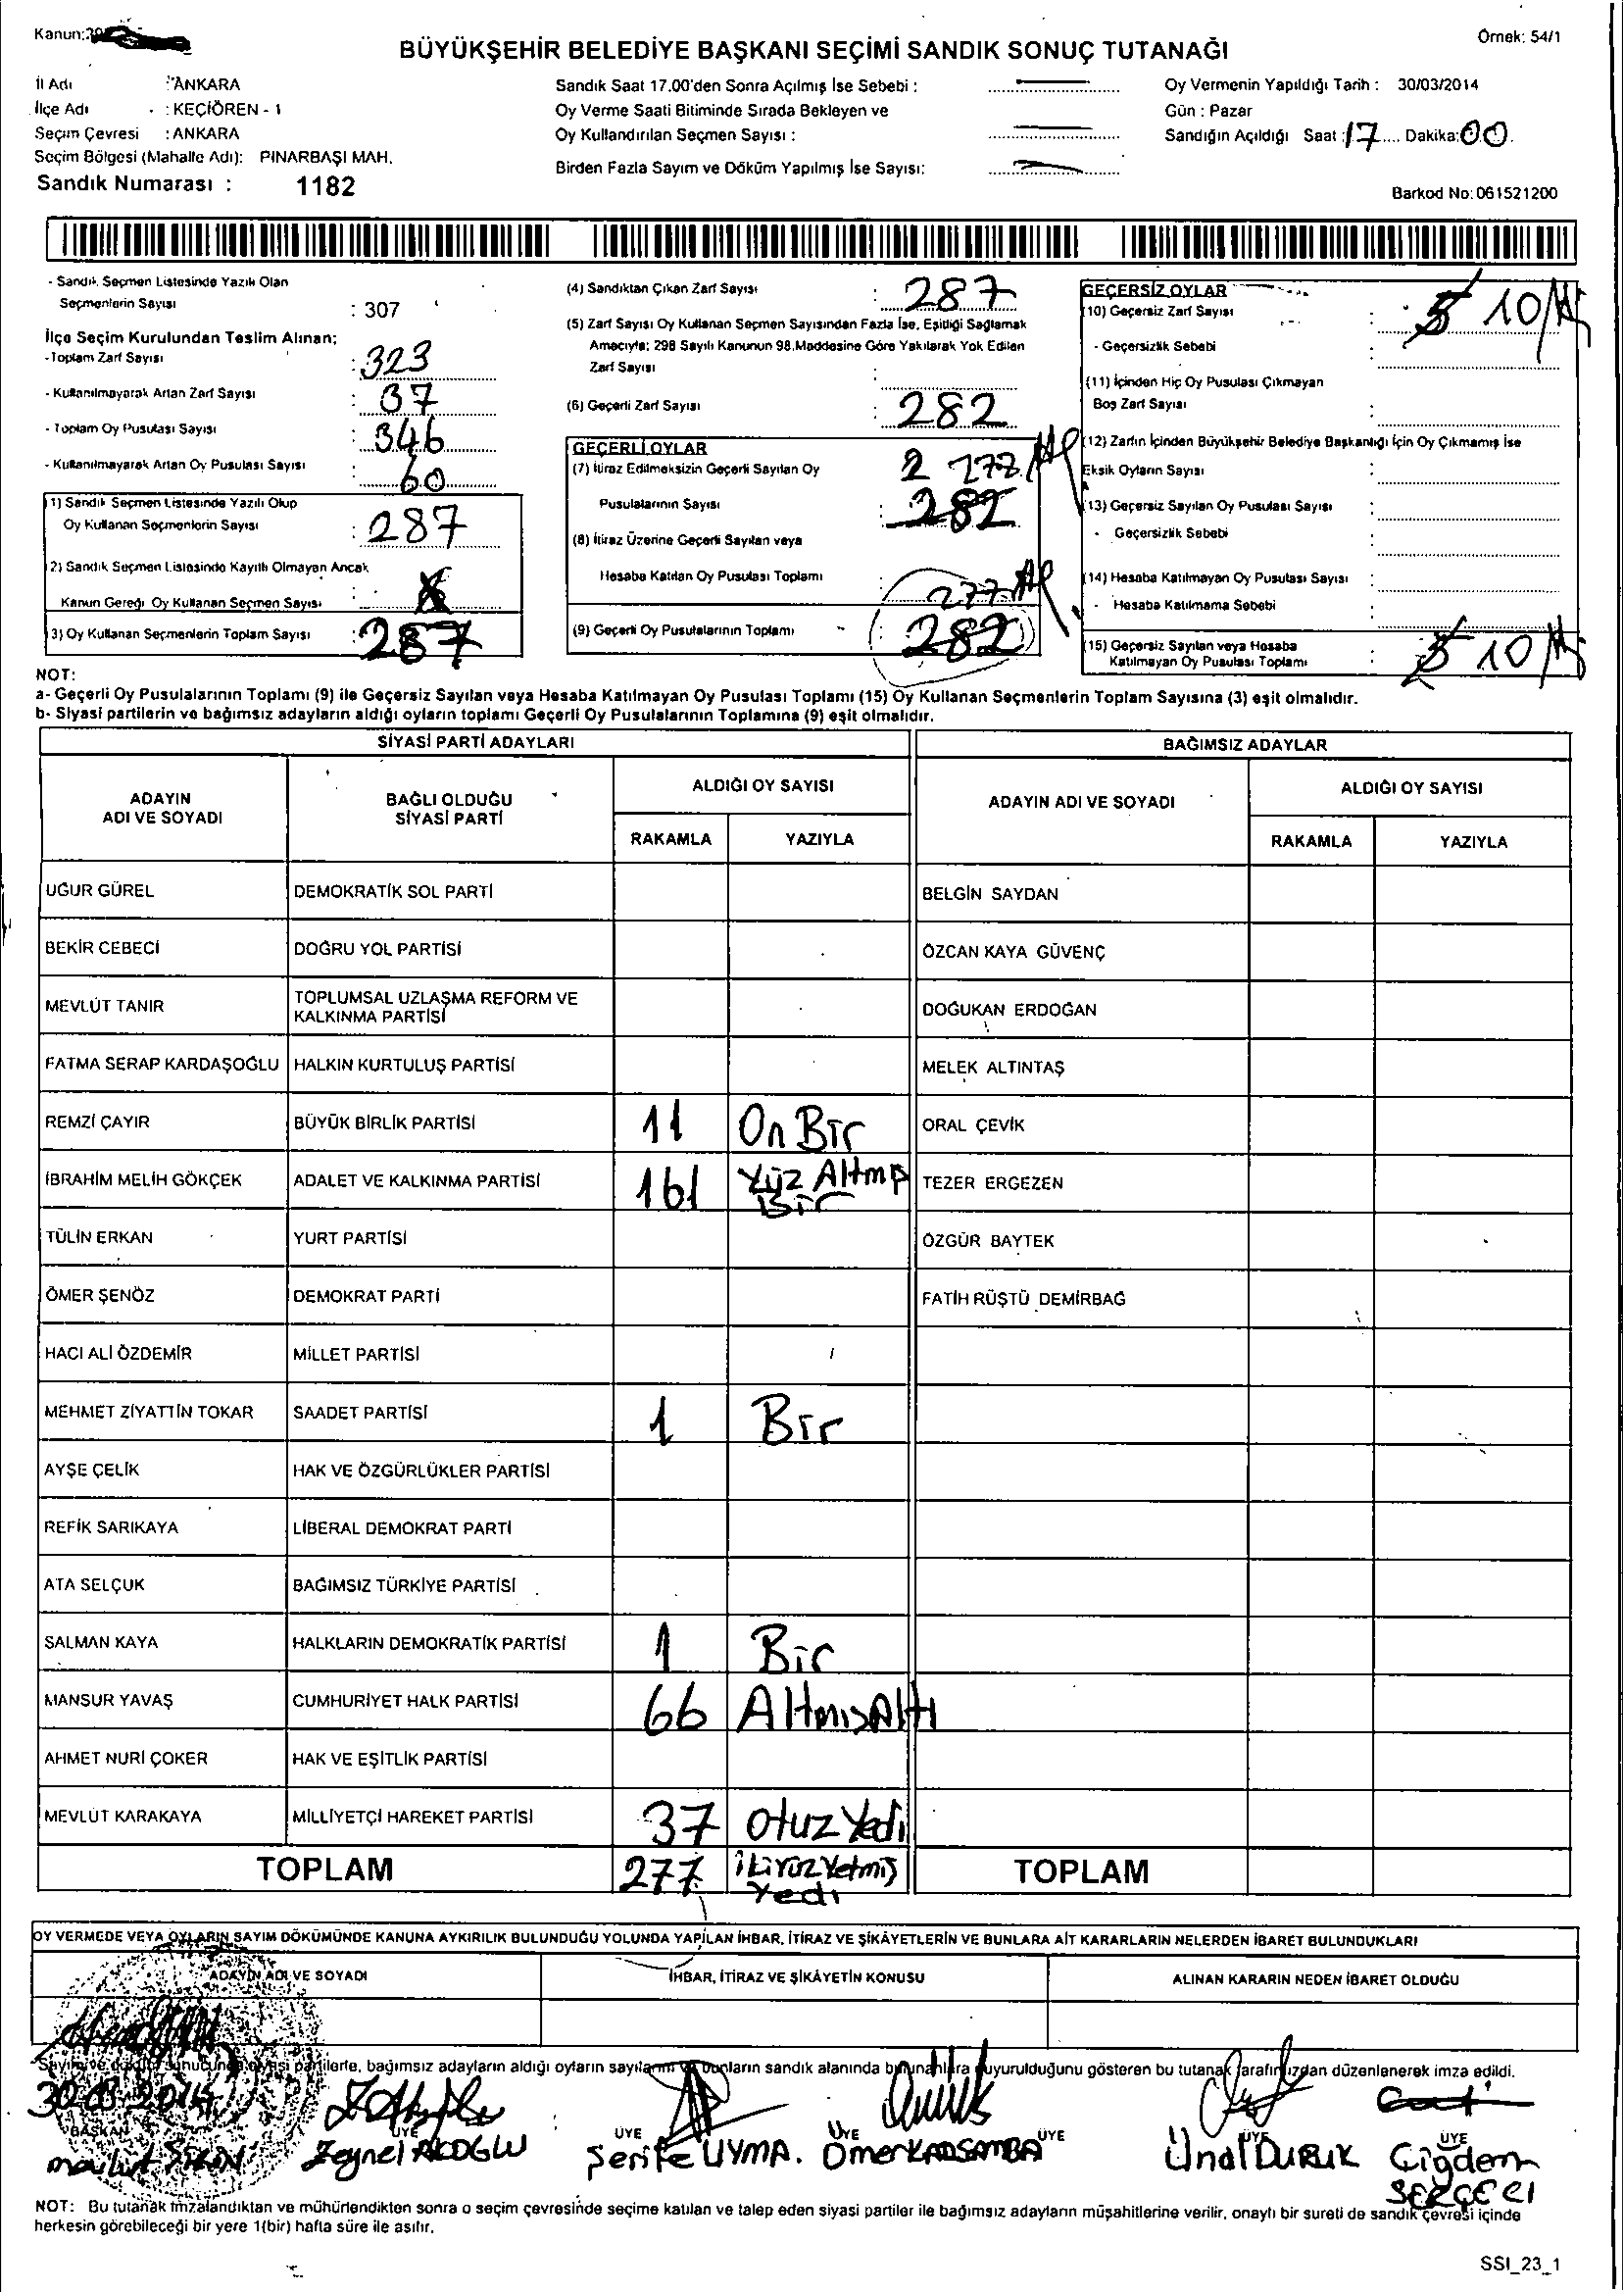 Kanun:
Örnek: 54/1
BÜYÜKŞEHİR BELEDİYE BAŞKANI SEÇİMİ SANDIK SONUÇ TUTANAĞI
İl Adı : ANKARA
İlçe Adı : KEÇİÖREN - 1
Seçim Çevresi : ANKARA
Seçim Bölgesi (Mahalle Adı): PINARBAŞI MAH.
Sandık Numarası : 1182
Sandık Saat 17.00'den Sonra Açılmış İse Sebebi :
Oy Verme Saati Bitiminde Sırada Bekleyen ve
Oy Kullandırılan Seçmen Sayısı :
Birden Fazla Sayım ve Döküm Yapılmış İse Sayısı:
Oy Vermenin Yapıldığı Tarih : 30/03/2014
Gün : Pazar
Sandığın Açıldığı Saat : 17 .... Dakika: 00
Barkod No: 061521200
- Sandık Seçmen Listesinde Yazılı Olan
Seçmenlerin Sayısı : 307
İlçe Seçim Kurulundan Teslim Alınan;
- Toplam Zarf Sayısı : 323
- Kullanılmayarak Artan Zarf Sayısı : 37
- Toplam Oy Pusulası Sayısı : 346
- Kullanılmayarak Artan Oy Pusulası Sayısı : 60
1) Sandık Seçmen Listesinde Yazılı Olup
Oy Kullanan Seçmenlerin Sayısı : 287
2) Sandık Seçmen Listesinde Kayıtlı Olmayan Ancak
Kanun Gereği Oy Kullanan Seçmen Sayısı :
3) Oy Kullanan Seçmenlerin Toplam Sayısı : 287
(4) Sandıktan Çıkan Zarf Sayısı : 287
(5) Zarf Sayısı Oy Kullanan Seçmen Sayısından Fazla İse, Eşitliği Sağlamak
Amacıyla; 298 Sayılı Kanunun 98.Maddesine Göre Yakılarak Yok Edilen
Zarf Sayısı :
(6) Geçerli Zarf Sayısı : 282
GEÇERLİ OYLAR
(7) İtiraz Edilmeksizin Geçerli Sayılan Oy 2 277
Pusulalarının Sayısı : 282
(8) İtiraz Üzerine Geçerli Sayılan veya
Hesaba Katılan Oy Pusulası Toplamı : 277
(9) Geçerli Oy Pusulalarının Toplamı : 282
GEÇERSİZ OYLAR
(10) Geçersiz Zarf Sayısı : 5 10
- Geçersizlik Sebebi
(11) İçinden Hiç Oy Pusulası Çıkmayan
Boş Zarf Sayısı :
(12) Zarfın İçinden Büyükşehir Belediye Başkanlığı İçin Oy Çıkmamış İse
Eksik Oyların Sayısı :
(13) Geçersiz Sayılan Oy Pusulası Sayısı :
- Geçersizlik Sebebi
(14) Hesaba Katılmayan Oy Pusulası Sayısı :
- Hesaba Katılmama Sebebi
(15) Geçersiz Sayılan veya Hesaba
Katılmayan Oy Pusulası Toplamı : 5 10
NOT:
a- Geçerli Oy Pusulalarının Toplamı (9) ile Geçersiz Sayılan veya Hesaba Katılmayan Oy Pusulası Toplamı (15) Oy Kullanan Seçmenlerin Toplam Sayısına (3) eşit olmalıdır.
b- Siyasi partilerin ve bağımsız adayların aldığı oyların toplamı Geçerli Oy Pusulalarının Toplamına (9) eşit olmalıdır.
SİYASİ PARTİ ADAYLARI
BAĞIMSIZ ADAYLAR
ADAYIN ADI VE SOYADI
BAĞLI OLDUĞU SİYASİ PARTİ
ALDIĞI OY SAYISI
RAKAMLA YAZIYLA
ADAYIN ADI VE SOYADI
ALDIĞI OY SAYISI
RAKAMLA YAZIYLA
UĞUR GÜREL DEMOKRATİK SOL PARTİ BELGİN SAYDAN
BEKİR CEBECİ DOĞRU YOL PARTİSİ ÖZCAN KAYA GÜVENÇ
MEVLÜT TANIR TOPLUMSAL UZLAŞMA REFORM VE KALKINMA PARTİSİ DOĞUKAN ERDOĞAN
FATMA SERAP KARDAŞOĞLU HALKIN KURTULUŞ PARTİSİ MELEK ALTINTAŞ
REMZİ ÇAYIR BÜYÜK BİRLİK PARTİSİ 11 On Bir ORAL ÇEVİK
İBRAHİM MELİH GÖKÇEK ADALET VE KALKINMA PARTİSİ 161 Yüz Altmış Bir TEZER ERGEZEN
TÜLİN ERKAN YURT PARTİSİ ÖZGÜR BAYTEK
ÖMER ŞENÖZ DEMOKRAT PARTİ FATİH RÜŞTÜ DEMİRBAĞ
HACI ALİ ÖZDEMİR MİLLET PARTİSİ
MEHMET ZİYATTİN TOKAR SAADET PARTİSİ 1 Bir
AYŞE ÇELİK HAK VE ÖZGÜRLÜKLER PARTİSİ
REFİK SARIKAYA LİBERAL DEMOKRAT PARTİ
ATA SELÇUK BAĞIMSIZ TÜRKİYE PARTİSİ
SALMAN KAYA HALKLARIN DEMOKRATİK PARTİSİ 1 Bir
MANSUR YAVAŞ CUMHURİYET HALK PARTİSİ 66 Altmış Altı
AHMET NURİ ÇOKER HAK VE EŞİTLİK PARTİSİ
MEVLÜT KARAKAYA MİLLİYETÇİ HAREKET PARTİSİ 37 Otuz Yedi
TOPLAM 277 İkiyüz Yetmiş Yedi TOPLAM
OY VERMEDE VEYA OYLARIN SAYIM DÖKÜMÜNDE KANUNA AYKIRILIK BULUNDUĞU YOLUNDA YAPILAN İHBAR, İTİRAZ VE ŞİKÂYETLERİN VE BUNLARA AİT KARARLARIN NELERDEN İBARET BULUNDUKLARI
ADAYIN ADI VE SOYADI İHBAR, İTİRAZ VE ŞİKÂYETİN KONUSU ALINAN KARARIN NEDEN İBARET OLDUĞU
Sayım ve döküm sonucunda siyasi partilerle, bağımsız adayların aldığı oyların sayılarını ve bunların sandık alanında bulunanlara duyurulduğunu gösteren bu tutanak tarafımızdan düzenlenerek imza edildi.
30.03.2014
BAŞKAN ÜYE ÜYE ÜYE ÜYE ÜYE ÜYE
Zeynel AKOĞLU Şerife UYMA. Ömer KARSAMBA Ünal DURUK Çiğdem SERÇECİ
NOT: Bu tutanak imzalandıktan ve mühürlendikten sonra o seçim çevresinde seçime katılan ve talep eden siyasi partiler ile bağımsız adayların müşahitlerine verilir, onaylı bir sureti de sandık çevresi içinde
herkesin görebileceği bir yere 1(bir) hafta süre ile asılır.
SSI_23_1